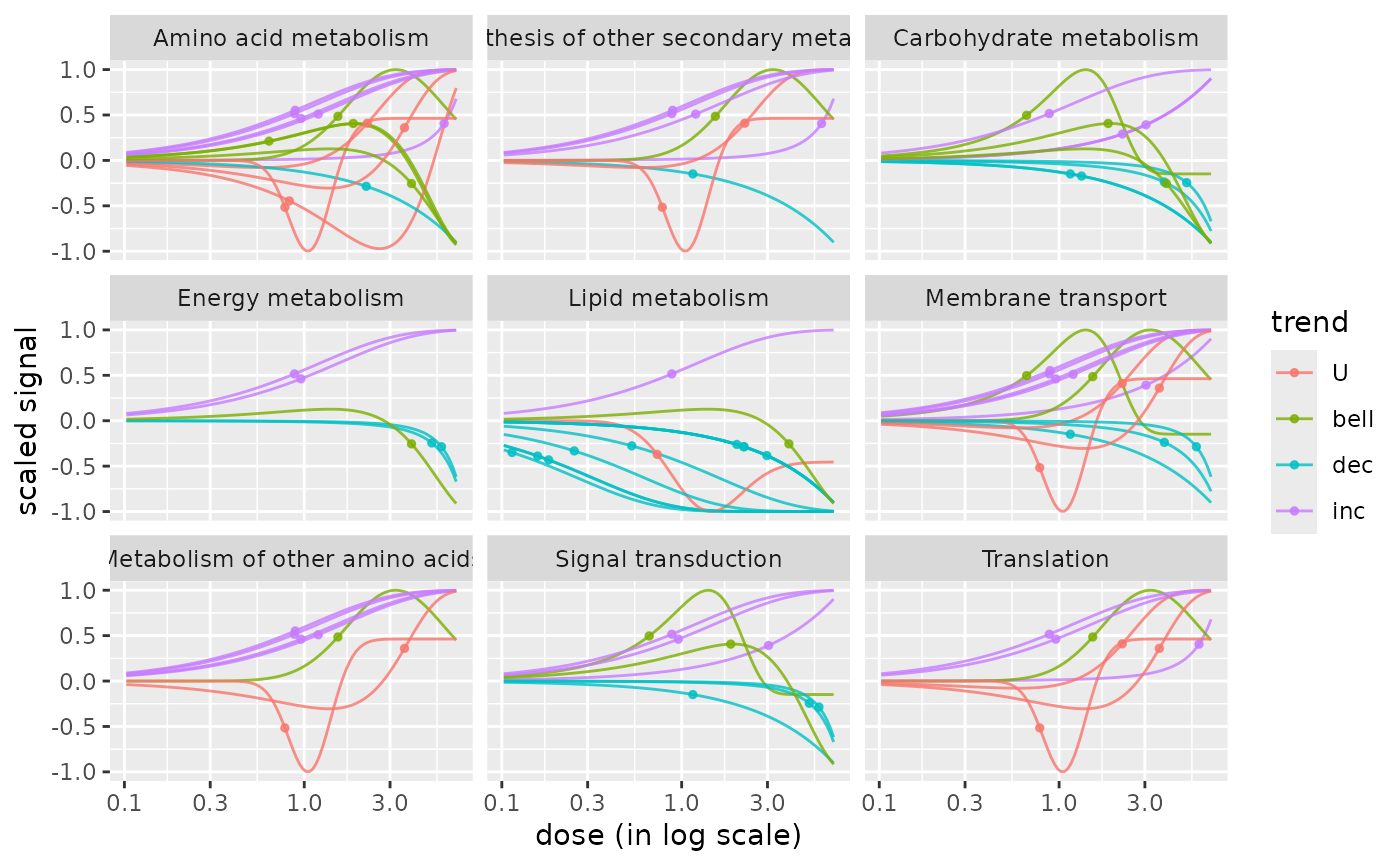 Amino acid metabolism
thesis of other secondary meta
Carbohydrate metabolism
1.0
0.5
0.0
-0.5
-1.0
Energy metabolism
Lipid metabolism
Membrane transport
1.0
0.5
0.0
-0.5
-1.0
Metabolism of other amino acids
Signal transduction
Translation
1.0
0.5
0.0
-0.5
-1.0
0.1 0.3 1.0 3.0 0.1 0.3 1.0 3.0 0.1 0.3 1.0 3.0
dose (in log scale)
scaled signal
trend
U
bell
dec
inc